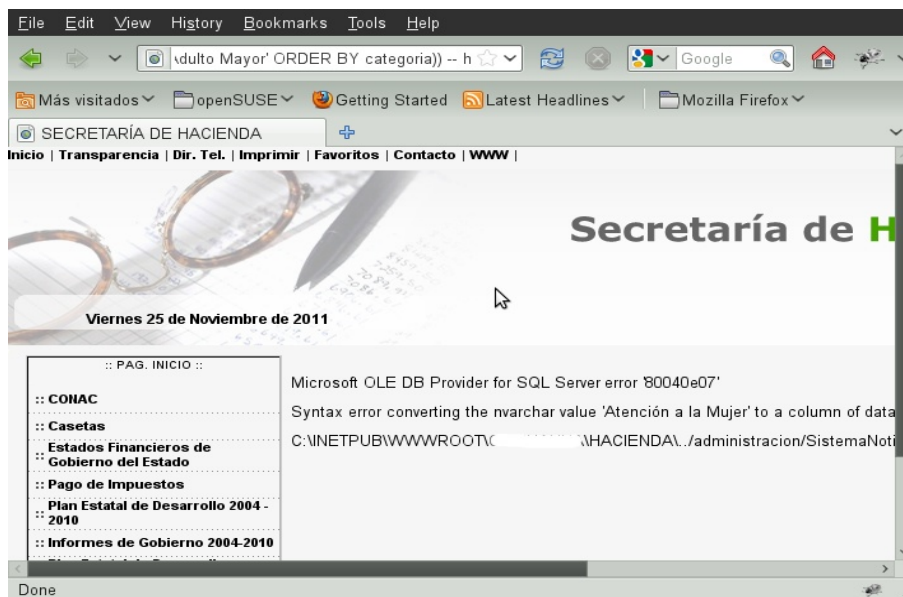 File Edit View History Bookmarks Tools Help
dulto Mayor' ORDER BY categoria)) -- h
Google
Más visitados openSUSE Getting Started Latest Headlines Mozilla Firefox
SECRETARÍA DE HACIENDA
Inicio | Transparencia | Dir. Tel. | Imprimir | Favoritos | Contacto | WWW |
Secretaría de H
Viernes 25 de Noviembre de 2011
:: PAG. INICIO ::
:: CONAC
:: Casetas
:: Estados Financieros de Gobierno del Estado
:: Pago de Impuestos
:: Plan Estatal de Desarrollo 2004 - 2010
:: Informes de Gobierno 2004-2010
Microsoft OLE DB Provider for SQL Server error '80040e07'
Syntax error converting the nvarchar value 'Atención a la Mujer' to a column of data
C:\INETPUB\WWWROOT\ \HACIENDA\../administracion/SistemaNoti
Done